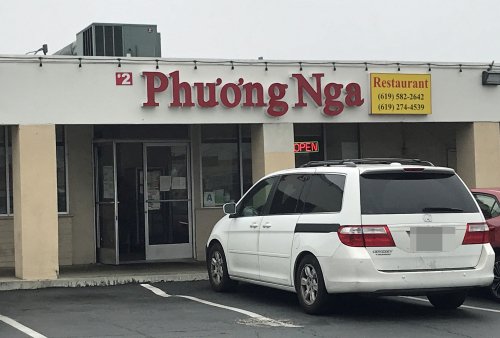 #2 Phương Nga
Restaurant
(619) 582-2642
(619) 274-4539
OPEN
A